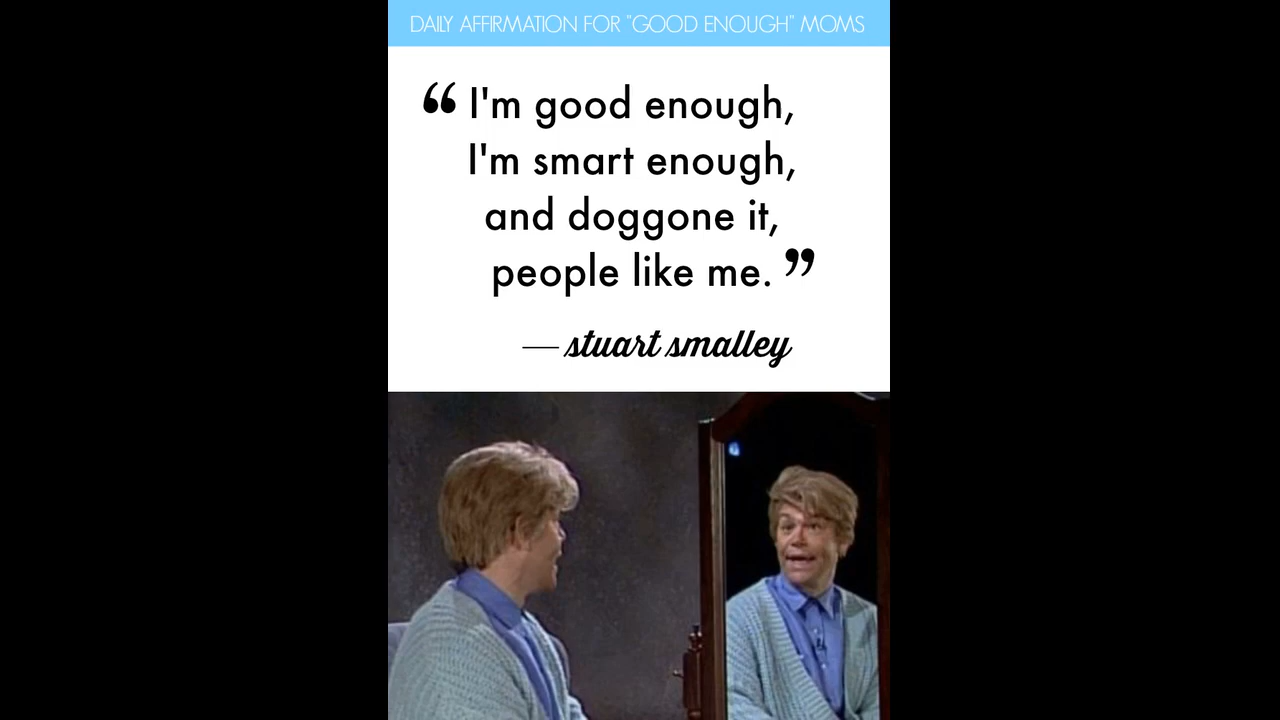 DAILY AFFIRMATION FOR "GOOD ENOUGH" MOMS
“ I'm good enough,
I'm smart enough,
and doggone it,
people like me. ”
— stuart smalley